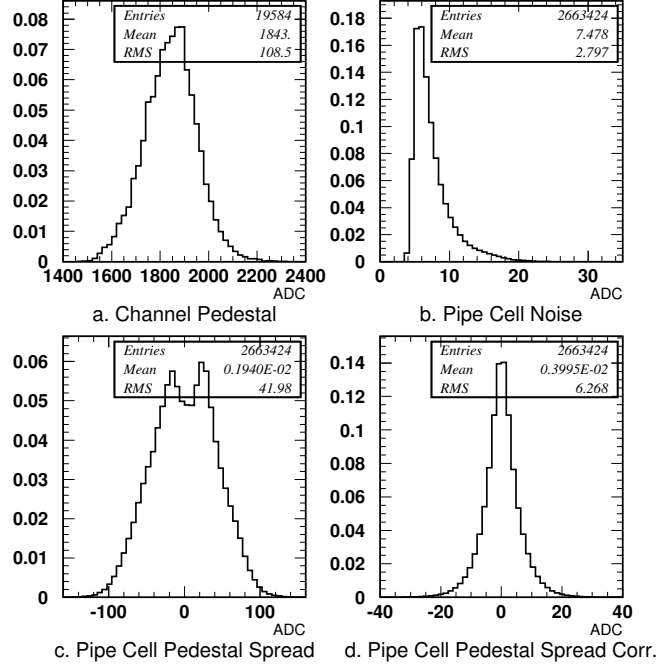 0.08
0.07
0.06
0.05
0.04
0.03
0.02
0.01
0
1400 1600 1800 2000 2200 2400
ADC
Entries 19584
Mean 1843.
RMS 108.5
a. Channel Pedestal
0.18
0.16
0.14
0.12
0.1
0.08
0.06
0.04
0.02
0
0 10 20 30
ADC
Entries 2663424
Mean 7.478
RMS 2.797
b. Pipe Cell Noise
0.06
0.05
0.04
0.03
0.02
0.01
0
-100 0 100
ADC
Entries 2663424
Mean 0.1940E-02
RMS 41.98
c. Pipe Cell Pedestal Spread
0.14
0.12
0.1
0.08
0.06
0.04
0.02
0
-40 -20 0 20 40
ADC
Entries 2663424
Mean 0.3995E-02
RMS 6.268
d. Pipe Cell Pedestal Spread Corr.